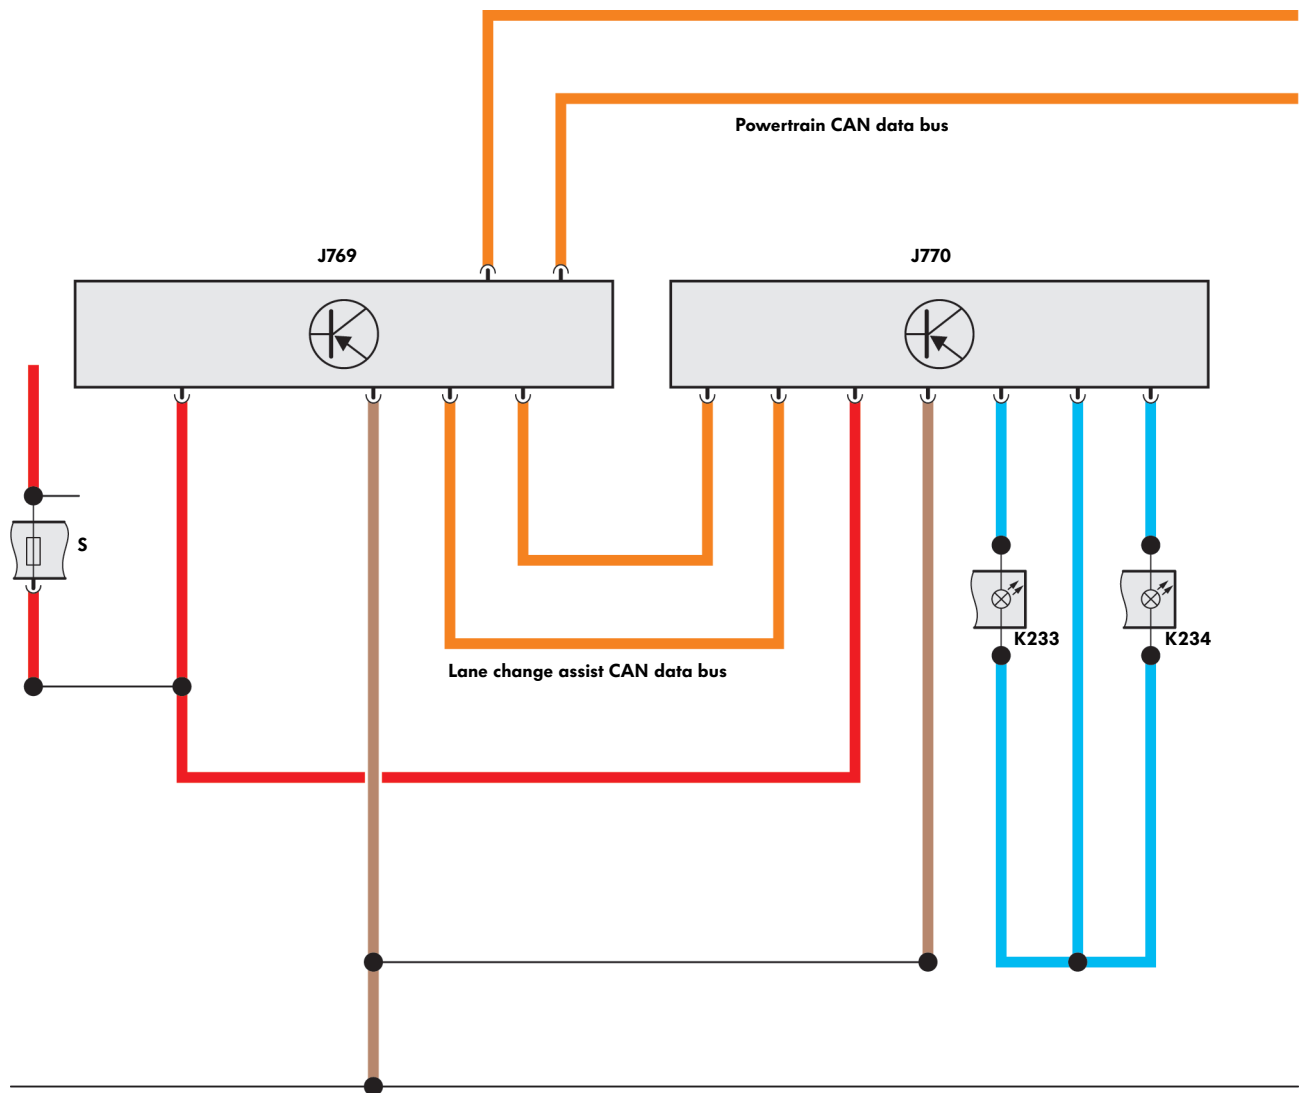 Powertrain CAN data bus
J769
J770
S
K233
K234
Lane change assist CAN data bus